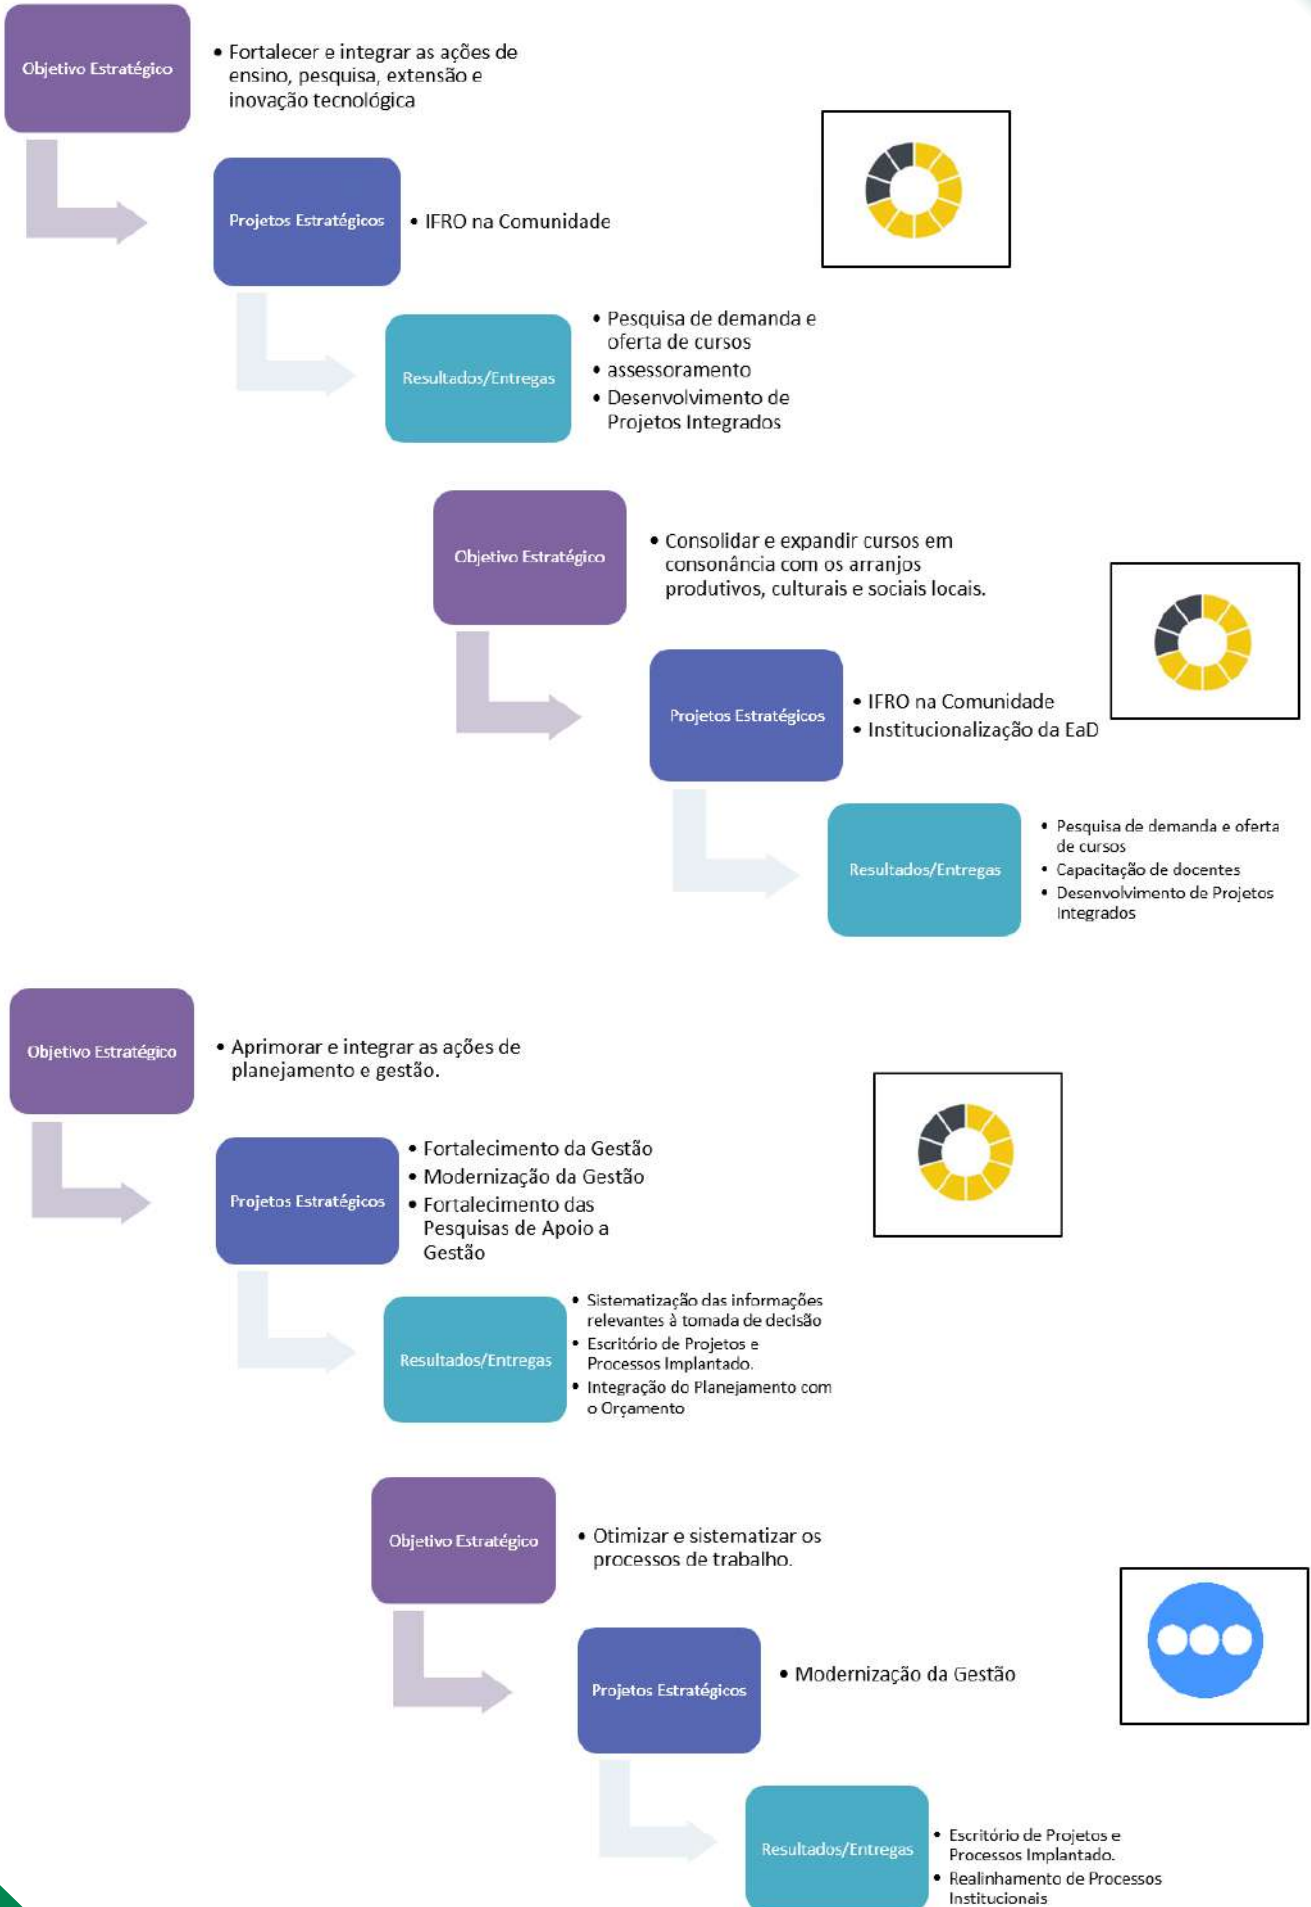 Objetivo Estratégico
• Fortalecer e integrar as ações de
ensino, pesquisa, extensão e
inovação tecnológica
Projetos Estratégicos
• IFRO na Comunidade
Resultados/Entregas
• Pesquisa de demanda e
oferta de cursos
• assessoramento
• Desenvolvimento de
Projetos Integrados
Objetivo Estratégico
• Consolidar e expandir cursos em
consonância com os arranjos
produtivos, culturais e sociais locais.
Projetos Estratégicos
• IFRO na Comunidade
• Institucionalização da EaD
Resultados/Entregas
• Pesquisa de demanda e oferta
de cursos
• Capacitação de docentes
• Desenvolvimento de Projetos
Integrados
Objetivo Estratégico
• Aprimorar e integrar as ações de
planejamento e gestão.
Projetos Estratégicos
• Fortalecimento da Gestão
• Modernização da Gestão
• Fortalecimento das
Pesquisas de Apoio a
Gestão
Resultados/Entregas
• Sistematização das informações
relevantes à tomada de decisão
• Escritório de Projetos e
Processos Implantado.
• Integração do Planejamento com
o Orçamento
Objetivo Estratégico
• Otimizar e sistematizar os
processos de trabalho.
Projetos Estratégicos
• Modernização da Gestão
Resultados/Entregas
• Escritório de Projetos e
Processos Implantado.
• Realinhamento de Processos
Institucionais